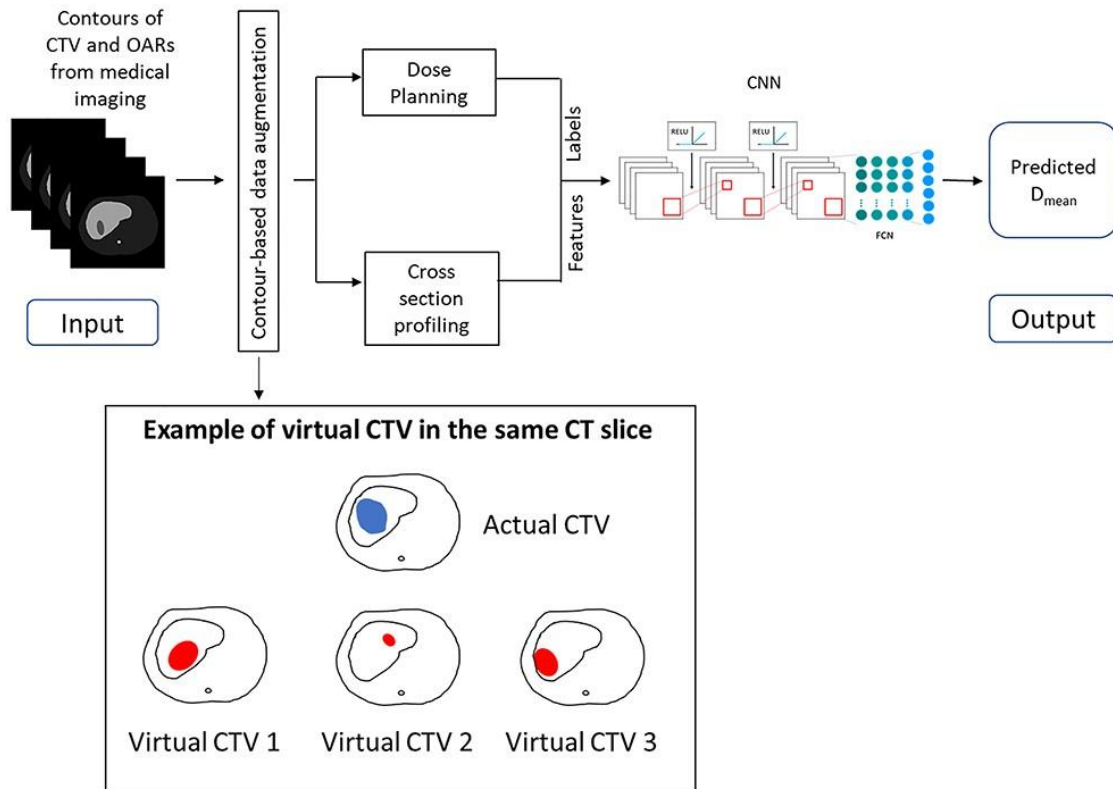 Contours of
CTV and OARs
from medical
imaging
Input
Contour-based data augmentation
Dose
Planning
Cross
section
profiling
Labels
Features
CNN
RELU
RELU
FCN
Predicted
Dmean
Output
Example of virtual CTV in the same CT slice
Actual CTV
Virtual CTV 1
Virtual CTV 2
Virtual CTV 3